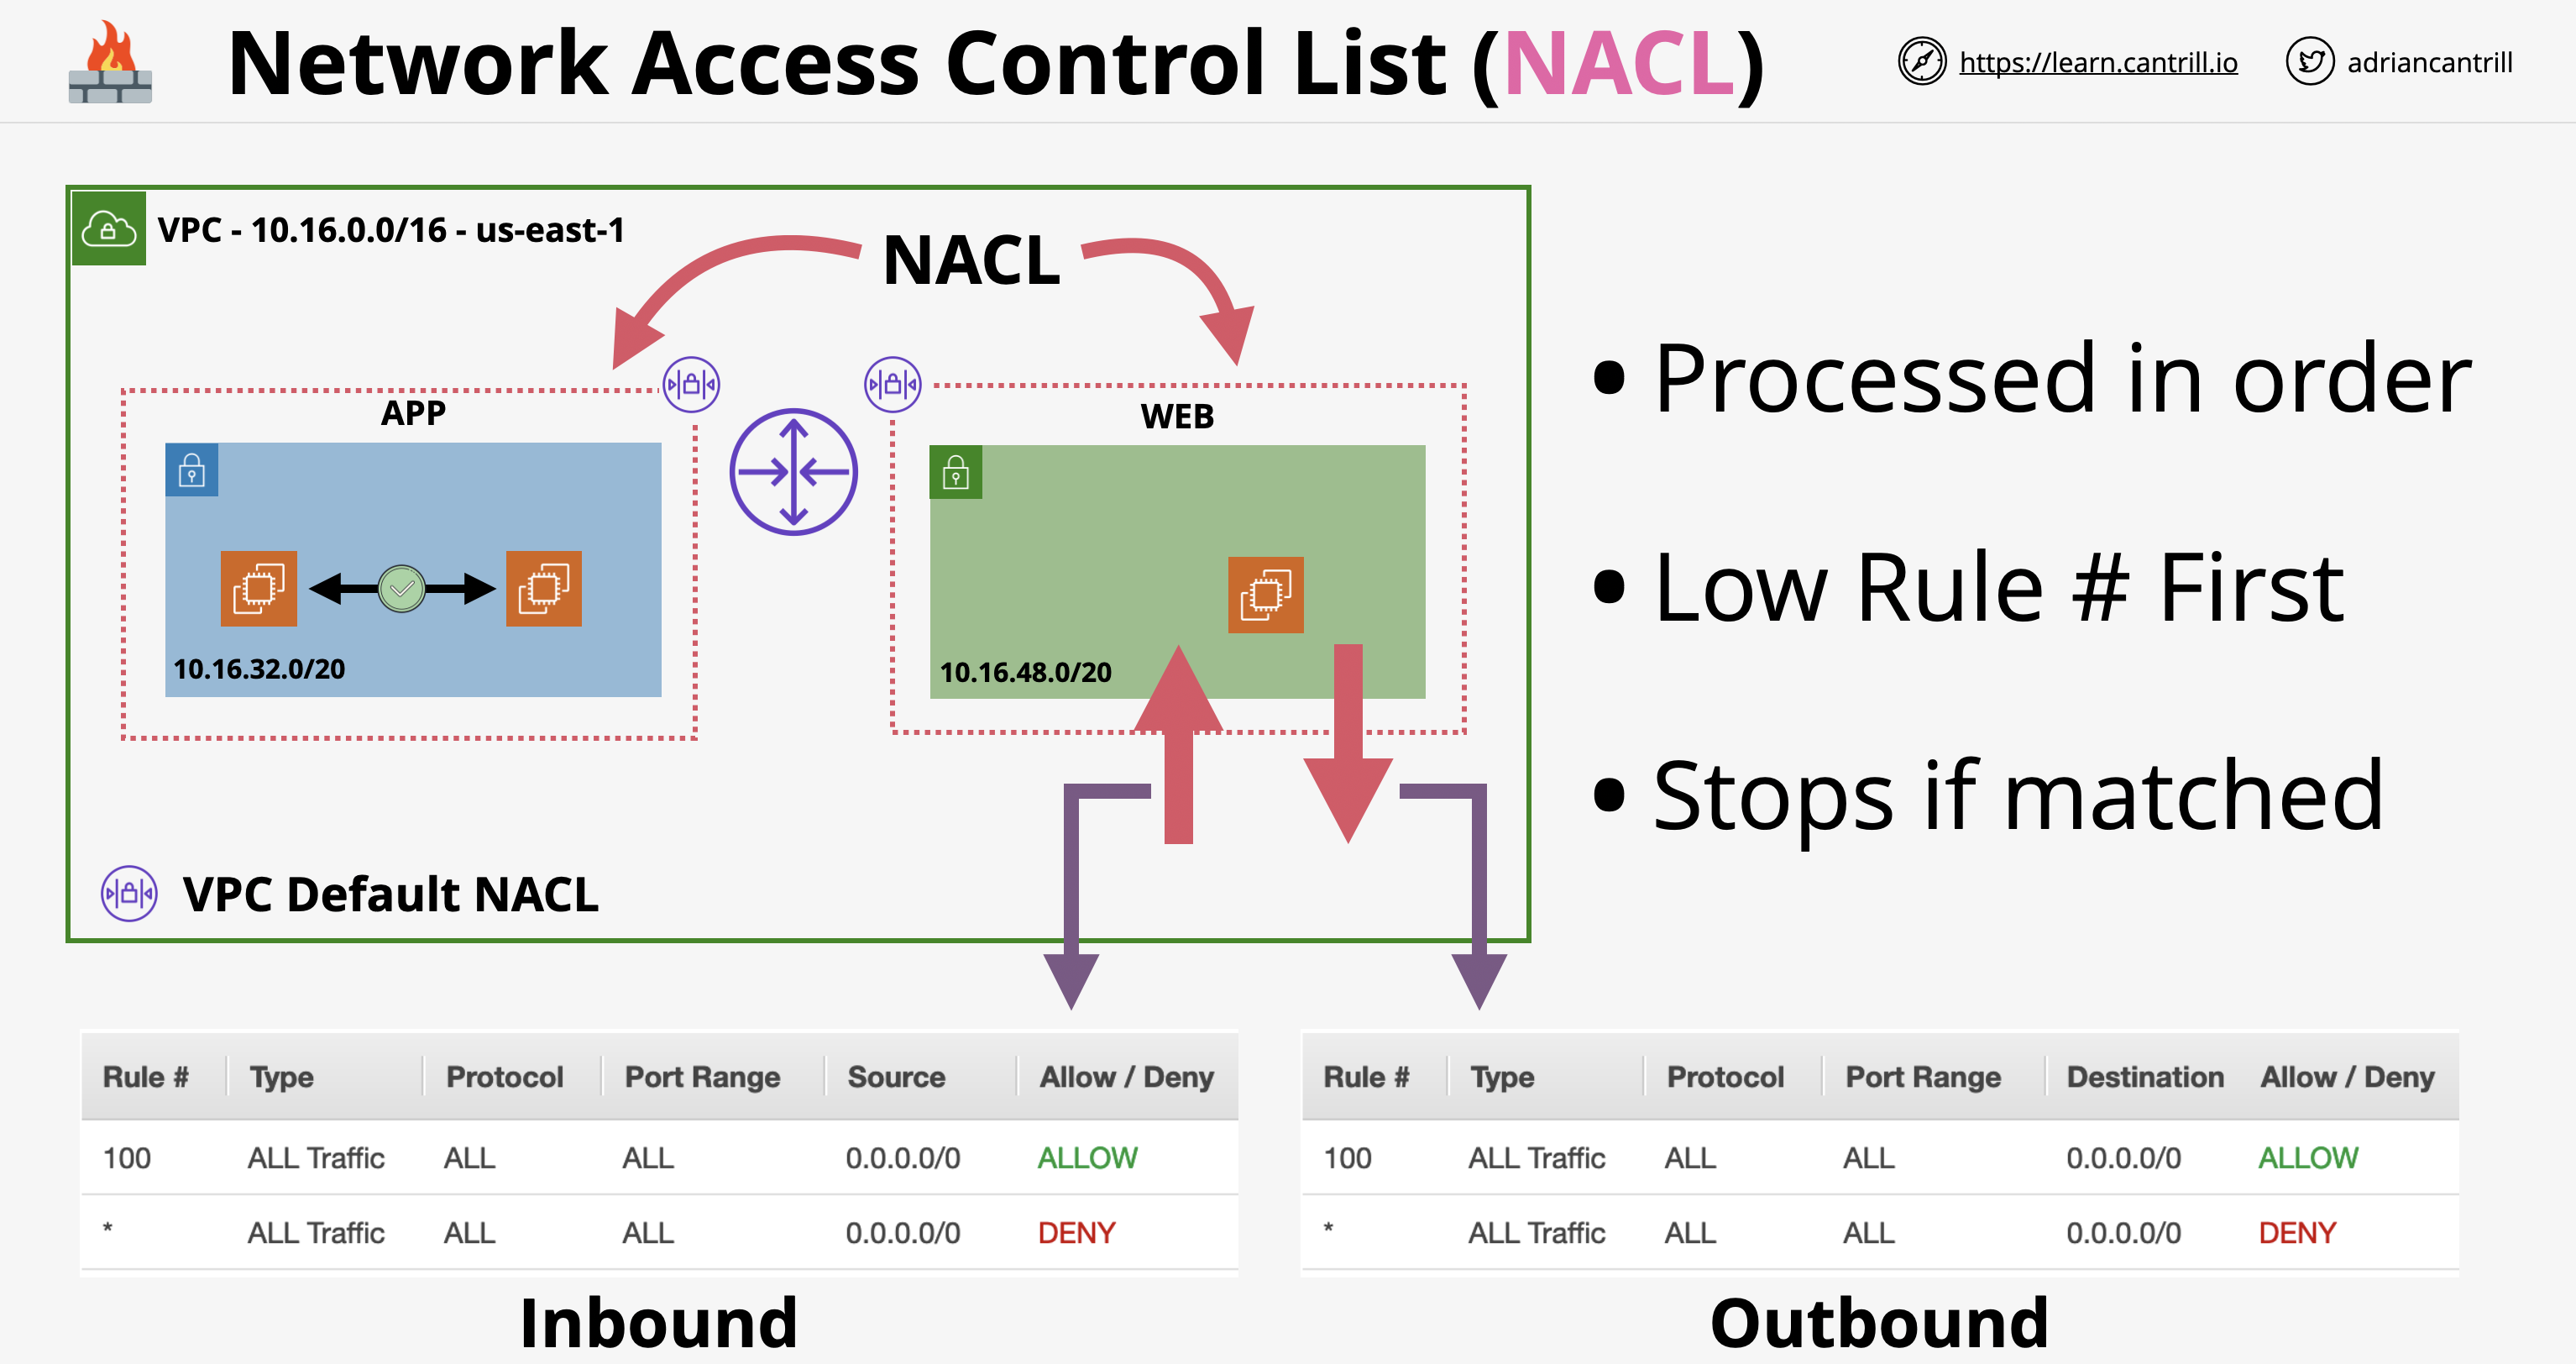 Network Access Control List (NACL)
https://learn.cantrill.io
adriancantrill
VPC - 10.16.0.0/16 - us-east-1
NACL
APP
WEB
10.16.32.0/20
10.16.48.0/20
VPC Default NACL
• Processed in order
• Low Rule # First
• Stops if matched
Rule # Type Protocol Port Range Source Allow / Deny
100 ALL Traffic ALL ALL 0.0.0.0/0 ALLOW
* ALL Traffic ALL ALL 0.0.0.0/0 DENY
Inbound
Rule # Type Protocol Port Range Destination Allow / Deny
100 ALL Traffic ALL ALL 0.0.0.0/0 ALLOW
* ALL Traffic ALL ALL 0.0.0.0/0 DENY
Outbound